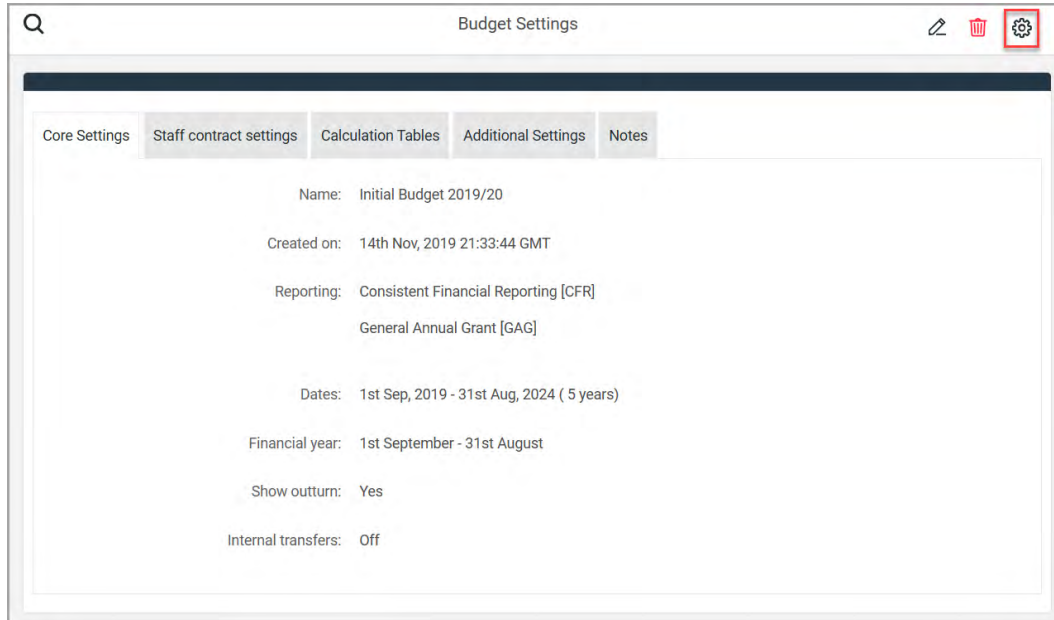 Budget Settings
Core Settings Staff contract settings Calculation Tables Additional Settings Notes
Name: Initial Budget 2019/20
Created on: 14th Nov, 2019 21:33:44 GMT
Reporting: Consistent Financial Reporting [CFR]
General Annual Grant [GAG]
Dates: 1st Sep, 2019 - 31st Aug, 2024 ( 5 years)
Financial year: 1st September - 31st August
Show outturn: Yes
Internal transfers: Off